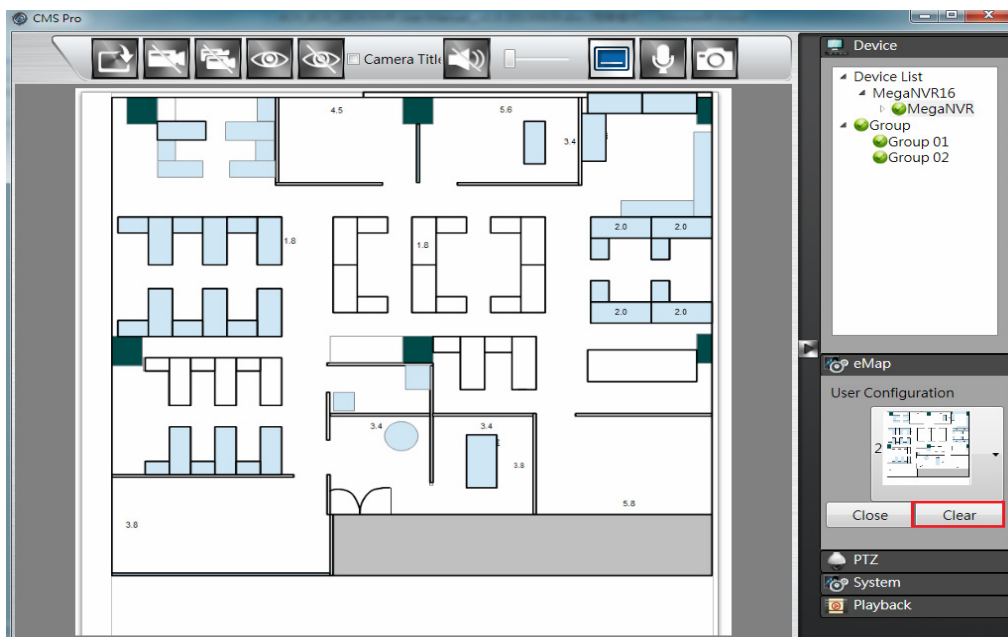 CMS Pro
Camera Titl
Device
Device List
MegaNVR16
MegaNVR
Group
Group 01
Group 02
4.5
5.6
3.4
1.8
1.8
2.0
2.0
2.0
2.0
3.4
3.4
3.8
5.8
3.8
eMap
User Configuration
2
Close
Clear
PTZ
System
Playback